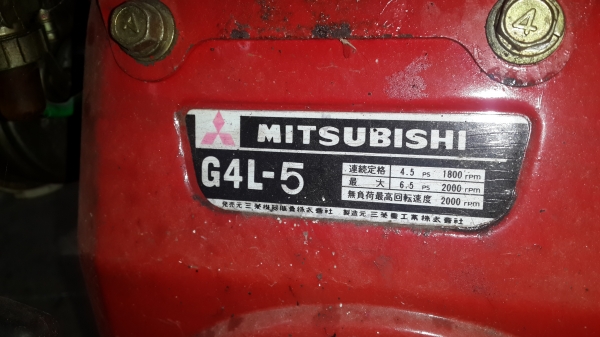 4
4
MITSUBISHI
G4L-5
連続定格 4.5 PS 1800 rpm
最大 6.5 PS 2000 rpm
無負荷最高回転速度 2000 rpm
発売元 三菱機器販売株式会社 製造元 三菱重工業株式会社